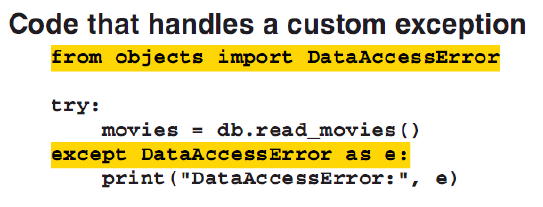 Code that handles a custom exception
from objects import DataAccessError
try:
    movies = db.read_movies()
except DataAccessError as e:
    print("DataAccessError:", e)